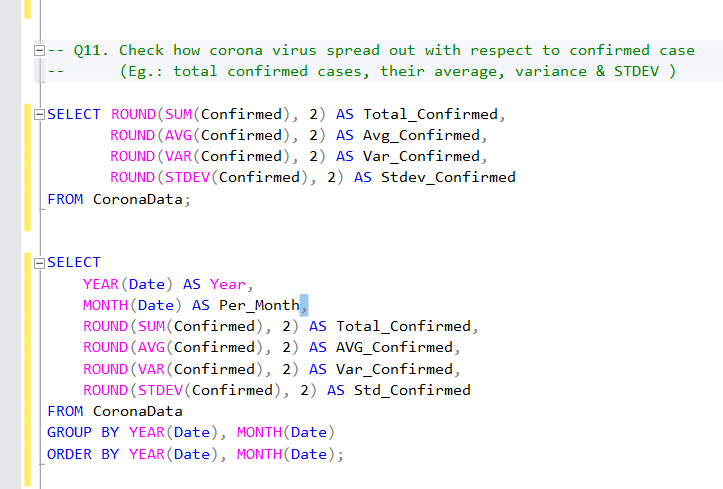 -- Q11. Check how corona virus spread out with respect to confirmed case
--      (Eg.: total confirmed cases, their average, variance & STDEV )
SELECT ROUND(SUM(Confirmed), 2) AS Total_Confirmed,
       ROUND(AVG(Confirmed), 2) AS Avg_Confirmed,
       ROUND(VAR(Confirmed), 2) AS Var_Confirmed,
       ROUND(STDEV(Confirmed), 2) AS Stdev_Confirmed
FROM CoronaData;
SELECT
    YEAR(Date) AS Year,
    MONTH(Date) AS Per_Month,
    ROUND(SUM(Confirmed), 2) AS Total_Confirmed,
    ROUND(AVG(Confirmed), 2) AS AVG_Confirmed,
    ROUND(VAR(Confirmed), 2) AS Var_Confirmed,
    ROUND(STDEV(Confirmed), 2) AS Std_Confirmed
FROM CoronaData
GROUP BY YEAR(Date), MONTH(Date)
ORDER BY YEAR(Date), MONTH(Date);